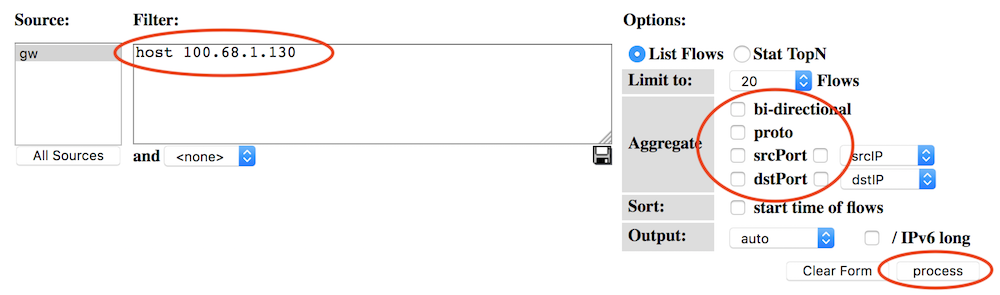 Source:
Filter:
gw
host 100.68.1.130
All Sources
and <none>
Options:
List Flows Stat TopN
Limit to: 20 Flows
Aggregate
bi-directional
proto
srcPort srcIP
dstPort dstIP
Sort: start time of flows
Output: auto / IPv6 long
Clear Form process